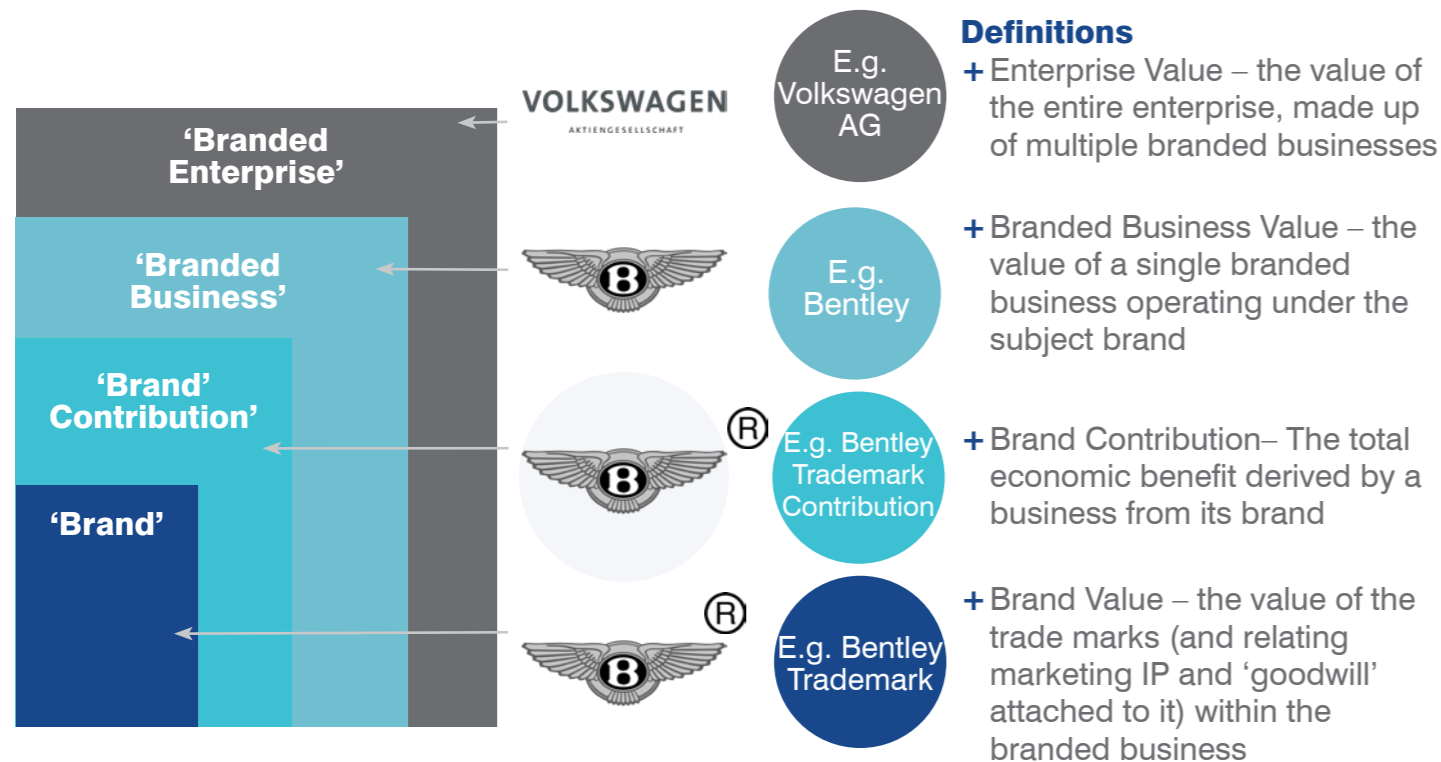 ‘Branded
Enterprise’
‘Branded
Business’
‘Brand’
Contribution’
‘Brand’
VOLKSWAGEN
AKTIENGESELLSCHAFT
B
B
®
B
®
B
E.g.
Volkswagen
AG
E.g.
Bentley
E.g. Bentley
Trademark
Contribution
E.g. Bentley
Trademark
Definitions
+ Enterprise Value – the value of
the entire enterprise, made up
of multiple branded businesses
+ Branded Business Value – the
value of a single branded
business operating under the
subject brand
+ Brand Contribution– The total
economic benefit derived by a
business from its brand
+ Brand Value – the value of the
trade marks (and relating
marketing IP and ‘goodwill’
attached to it) within the
branded business